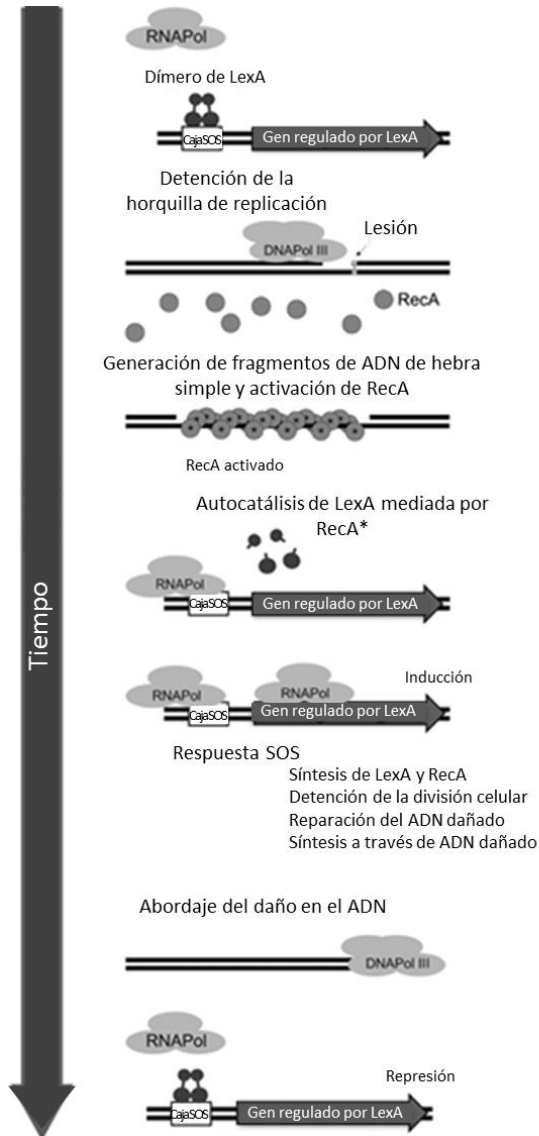 RNAPol
Dímero de LexA
CajaSOS
Gen regulado por LexA
Detención de la
horquilla de replicación
Lesión
DNAPol III
RecA
Generación de fragmentos de ADN de hebra
simple y activación de RecA
RecA activado
Autocatálisis de LexA mediada por
RecA*
RNAPol
CajaSOS
Gen regulado por LexA
Tiempo
Inducción
RNAPol
RNAPol
CajaSOS
Gen regulado por LexA
Respuesta SOS
Síntesis de LexA y RecA
Detención de la división celular
Reparación del ADN dañado
Síntesis a través de ADN dañado
Abordaje del daño en el ADN
DNAPol III
RNAPol
Represión
CajaSOS
Gen regulado por LexA